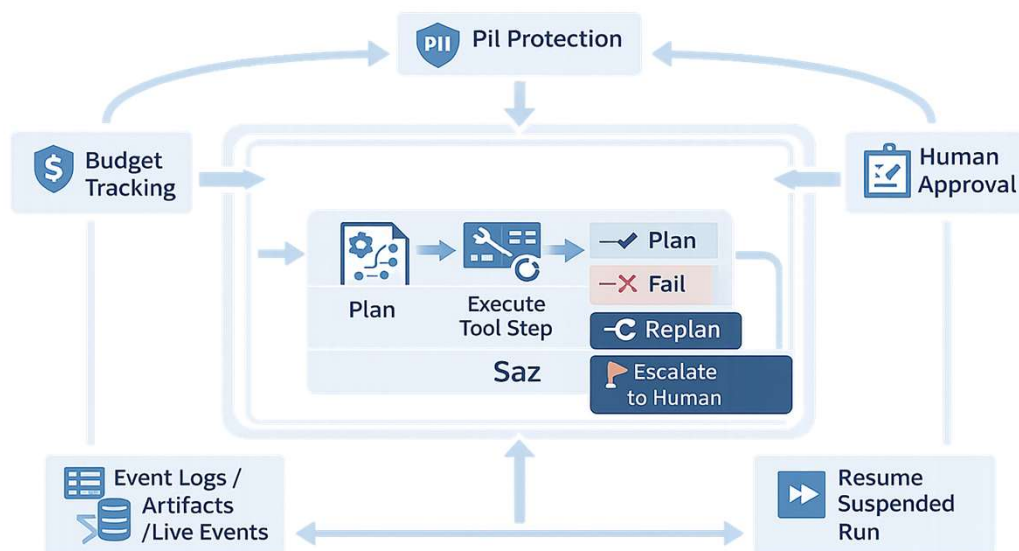 PII
Pil Protection
$
Budget
Tracking
Human
Approval
Plan
Execute
Tool Step
Plan
Fail
Replan
Escalate
to Human
Saz
Event Logs /
Artifacts
/Live Events
Resume
Suspended
Run